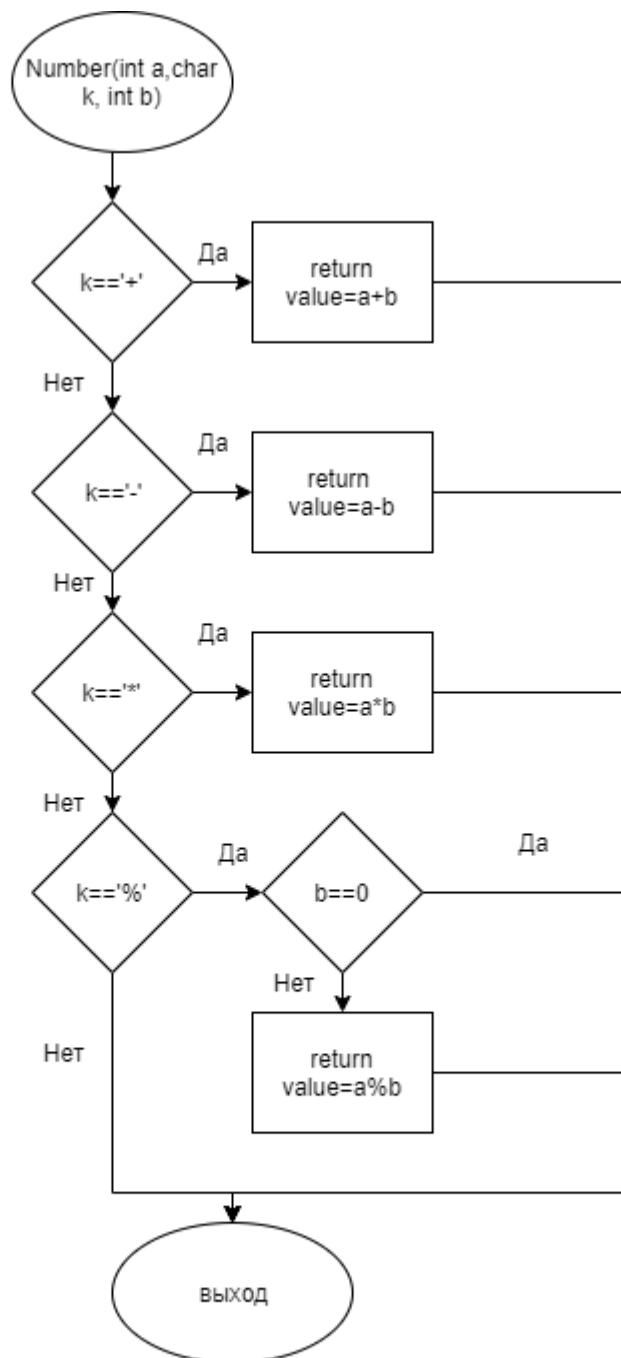 Number(int a,char
k, int b)
k=='+'
Да
return
value=a+b
Нет
k=='-'
Да
return
value=a-b
Нет
k=='*'
Да
return
value=a*b
Нет
k=='%'
Да
b==0
Да
Нет
return
value=a%b
Нет
выход